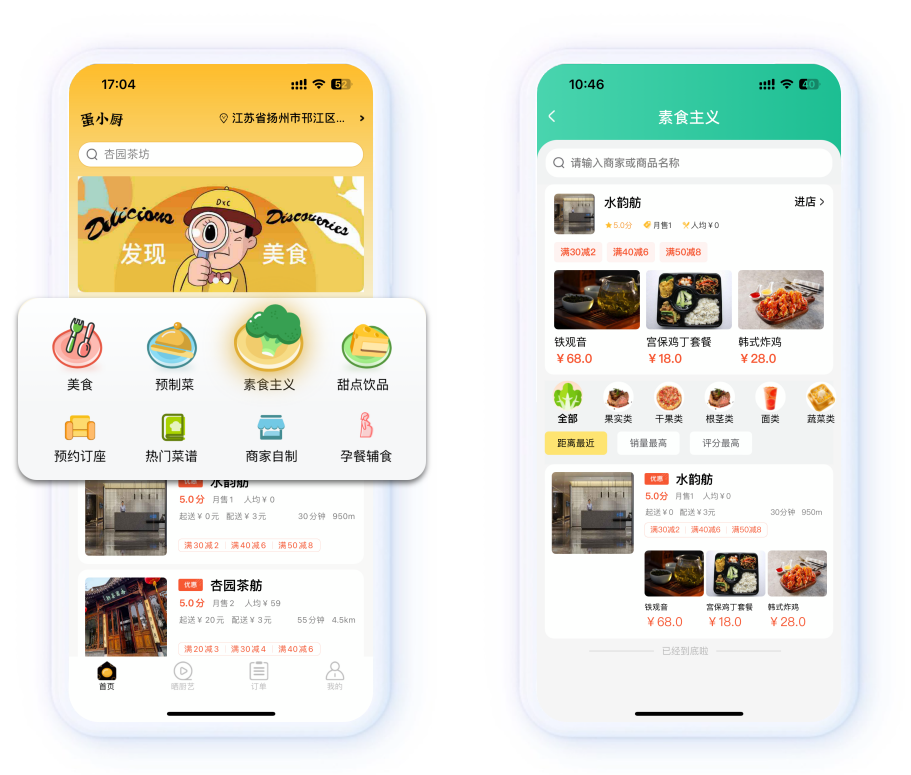 17:04
52
蛋小厨
江苏省扬州市邗江区...
杏园茶坊
Delicious
DXC
Discoveries
发现
美食
美食
预制菜
素食主义
甜点饮品
预约订座
热门菜谱
商家自制
孕餐辅食
水韵舫
5.0分 月售1 人均¥0
起送¥0元 配送¥3元 30分钟 950m
满30减2 满40减6 满50减8
优惠 杏园茶舫
5.0分 月售2 人均¥59
起送¥20元 配送¥3元 55分钟 4.5km
满20减3 满30减4 满40减6
首页
晒厨艺
订单
我的
10:46
40
素食主义
请输入商家或商品名称
水韵舫
进店
5.0分 月售1 人均¥0
满30减2 满40减6 满50减8
铁观音
¥68.0
宫保鸡丁套餐
¥18.0
韩式炸鸡
¥28.0
全部
果实类
干果类
根茎类
面类
蔬菜类
距离最近
销量最高
评分最高
优惠 水韵舫
5.0分 月售1 人均¥0
起送¥0 配送¥3元 30分钟 950m
满30减2 满40减6 满50减8
铁观音
¥68.0
宫保鸡丁套餐
¥18.0
韩式炸鸡
¥28.0
已经到底啦